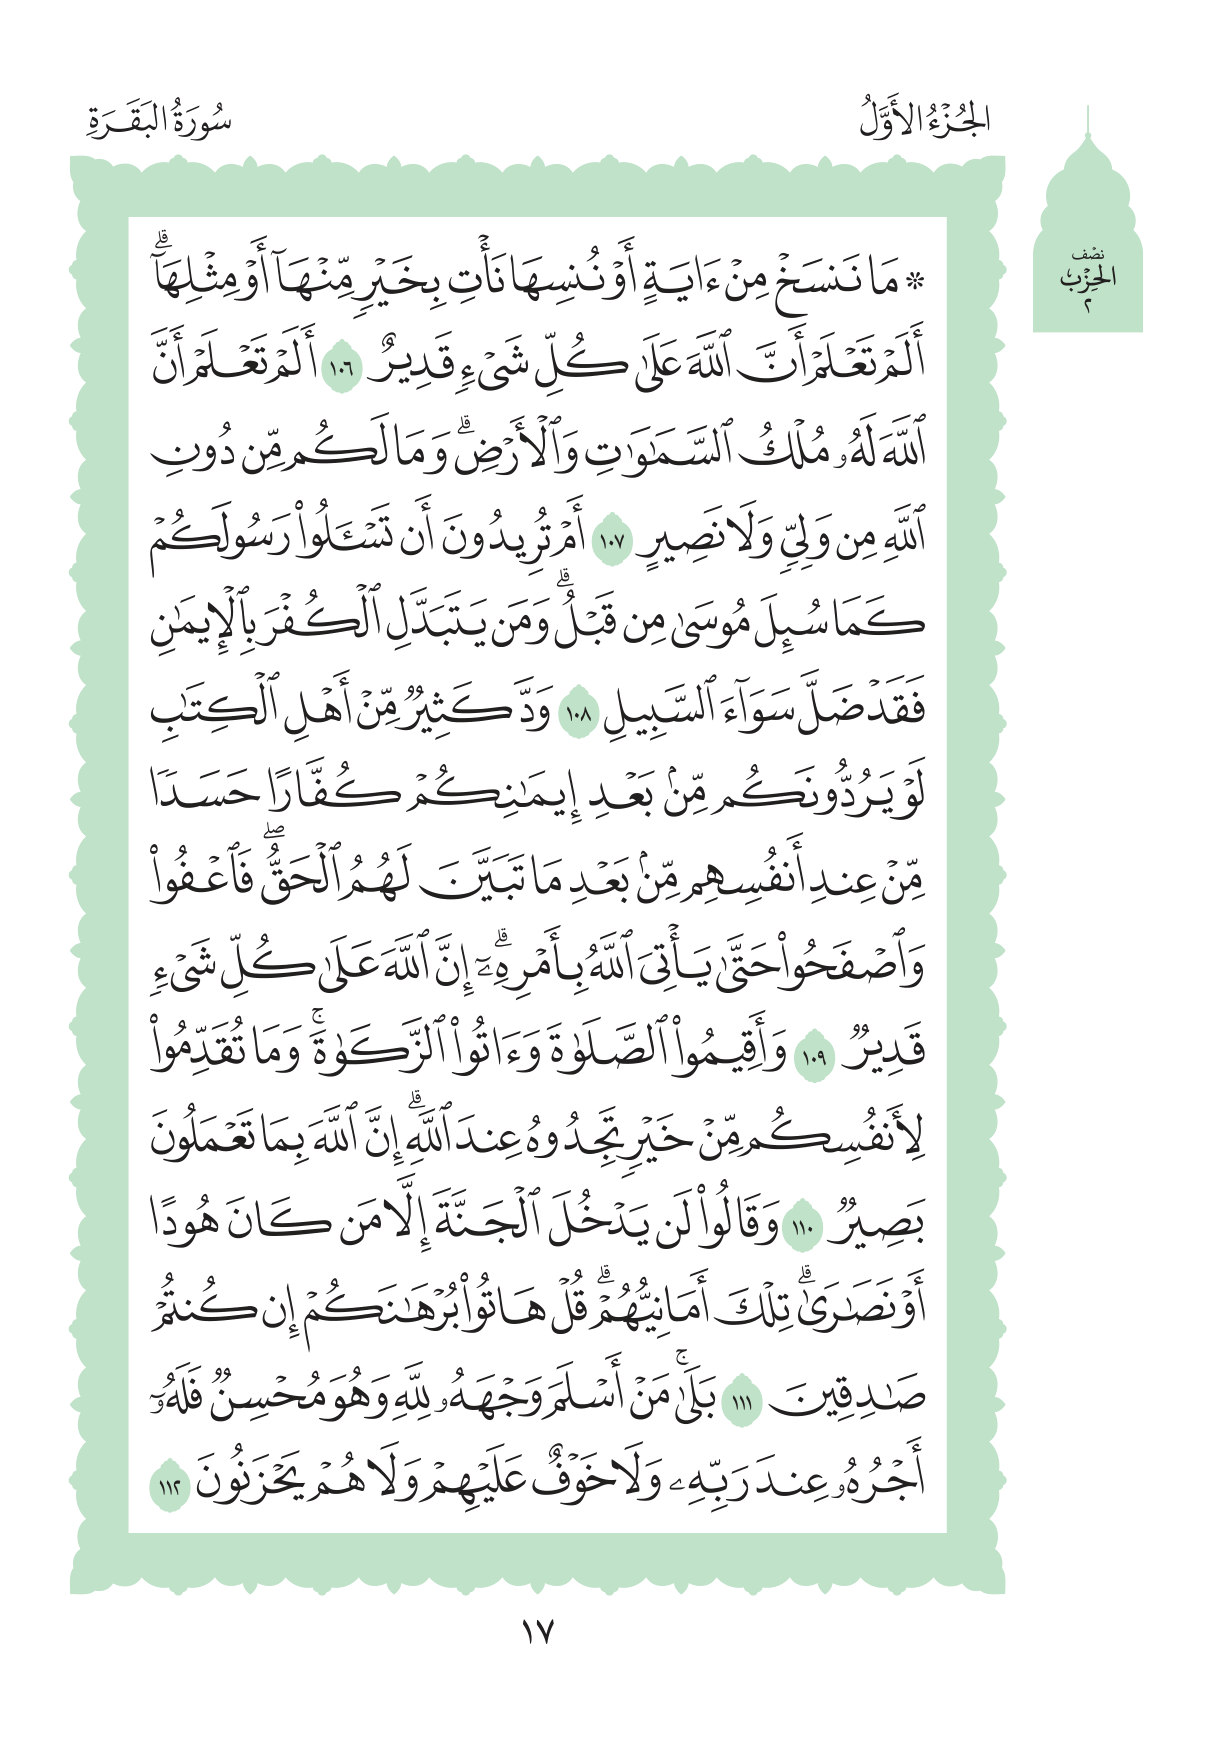 الجُزْءُ الأَوَّلُ
سُورَةُ البَقَرَةِ
نصف
الحِزْب
٢
* مَا نَنسَخْ مِنْ ءَايَةٍ أَوْ نُنسِهَا نَأْتِ بِخَيْرٍ مِّنْهَآ أَوْ مِثْلِهَآۗ
أَلَمْ تَعْلَمْ أَنَّ ٱللَّهَ عَلَىٰ كُلِّ شَىْءٍ قَدِيرٌ ١٠٦ أَلَمْ تَعْلَمْ أَنَّ
ٱللَّهَ لَهُۥ مُلْكُ ٱلسَّمَٰوَٰتِ وَٱلْأَرْضِۗ وَمَا لَكُم مِّن دُونِ
ٱللَّهِ مِن وَلِىٍّ وَلَا نَصِيرٍ ١٠٧ أَمْ تُرِيدُونَ أَن تَسْـَٔلُوا۟ رَسُولَكُمْ
كَمَا سُئِلَ مُوسَىٰ مِن قَبْلُۗ وَمَن يَتَبَدَّلِ ٱلْكُفْرَ بِٱلْإِيمَٰنِ
فَقَدْ ضَلَّ سَوَآءَ ٱلسَّبِيلِ ١٠٨ وَدَّ كَثِيرٌ مِّنْ أَهْلِ ٱلْكِتَٰبِ
لَوْ يَرُدُّونَكُم مِّنۢ بَعْدِ إِيمَٰنِكُمْ كُفَّارًا حَسَدًا
مِّنْ عِندِ أَنفُسِهِم مِّنۢ بَعْدِ مَا تَبَيَّنَ لَهُمُ ٱلْحَقُّۖ فَٱعْفُوا۟
وَٱصْفَحُوا۟ حَتَّىٰ يَأْتِىَ ٱللَّهُ بِأَمْرِهِۦٓۗ إِنَّ ٱللَّهَ عَلَىٰ كُلِّ شَىْءٍ
قَدِيرٌ ١٠٩ وَأَقِيمُوا۟ ٱلصَّلَوٰةَ وَءَاتُوا۟ ٱلزَّكَوٰةَۚ وَمَا تُقَدِّمُوا۟
لِأَنفُسِكُم مِّنْ خَيْرٍ تَجِدُوهُ عِندَ ٱللَّهِۗ إِنَّ ٱللَّهَ بِمَا تَعْمَلُونَ
بَصِيرٌ ١١٠ وَقَالُوا۟ لَن يَدْخُلَ ٱلْجَنَّةَ إِلَّا مَن كَانَ هُودًا
أَوْ نَصَٰرَىٰۗ تِلْكَ أَمَانِيُّهُمْۗ قُلْ هَاتُوا۟ بُرْهَٰنَكُمْ إِن كُنتُمْ
صَٰدِقِينَ ١١١ بَلَىٰۚ مَنْ أَسْلَمَ وَجْهَهُۥ لِلَّهِ وَهُوَ مُحْسِنٌ فَلَهُۥٓ
أَجْرُهُۥ عِندَ رَبِّهِۦ وَلَا خَوْفٌ عَلَيْهِمْ وَلَا هُمْ يَحْزَنُونَ ١١٢
١٧